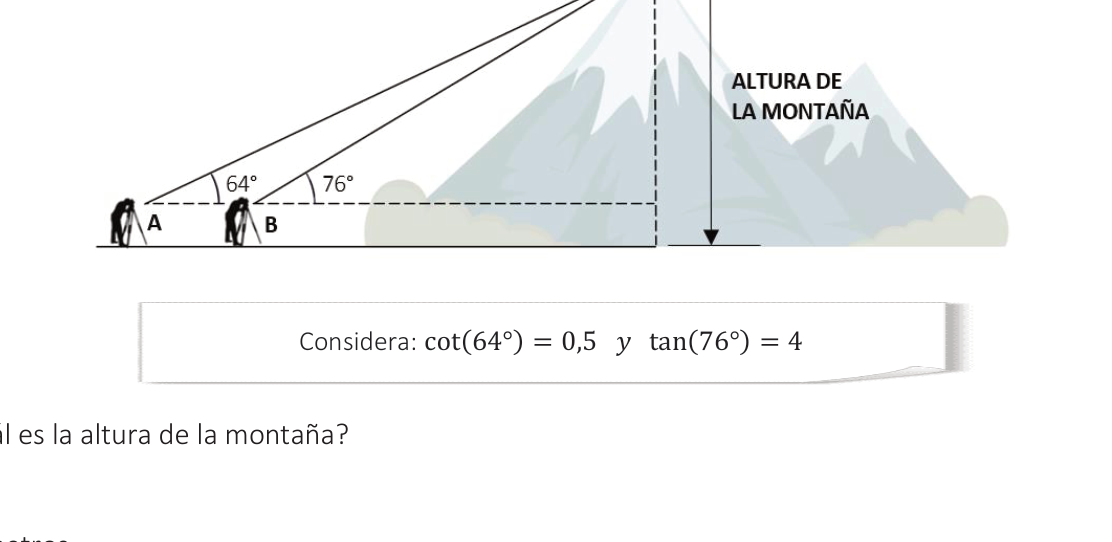 ALTURA DE
LA MONTAÑA
64°
76°
A
B
Considera: cot(64°) = 0,5 y tan(76°) = 4
es la altura de la montaña?